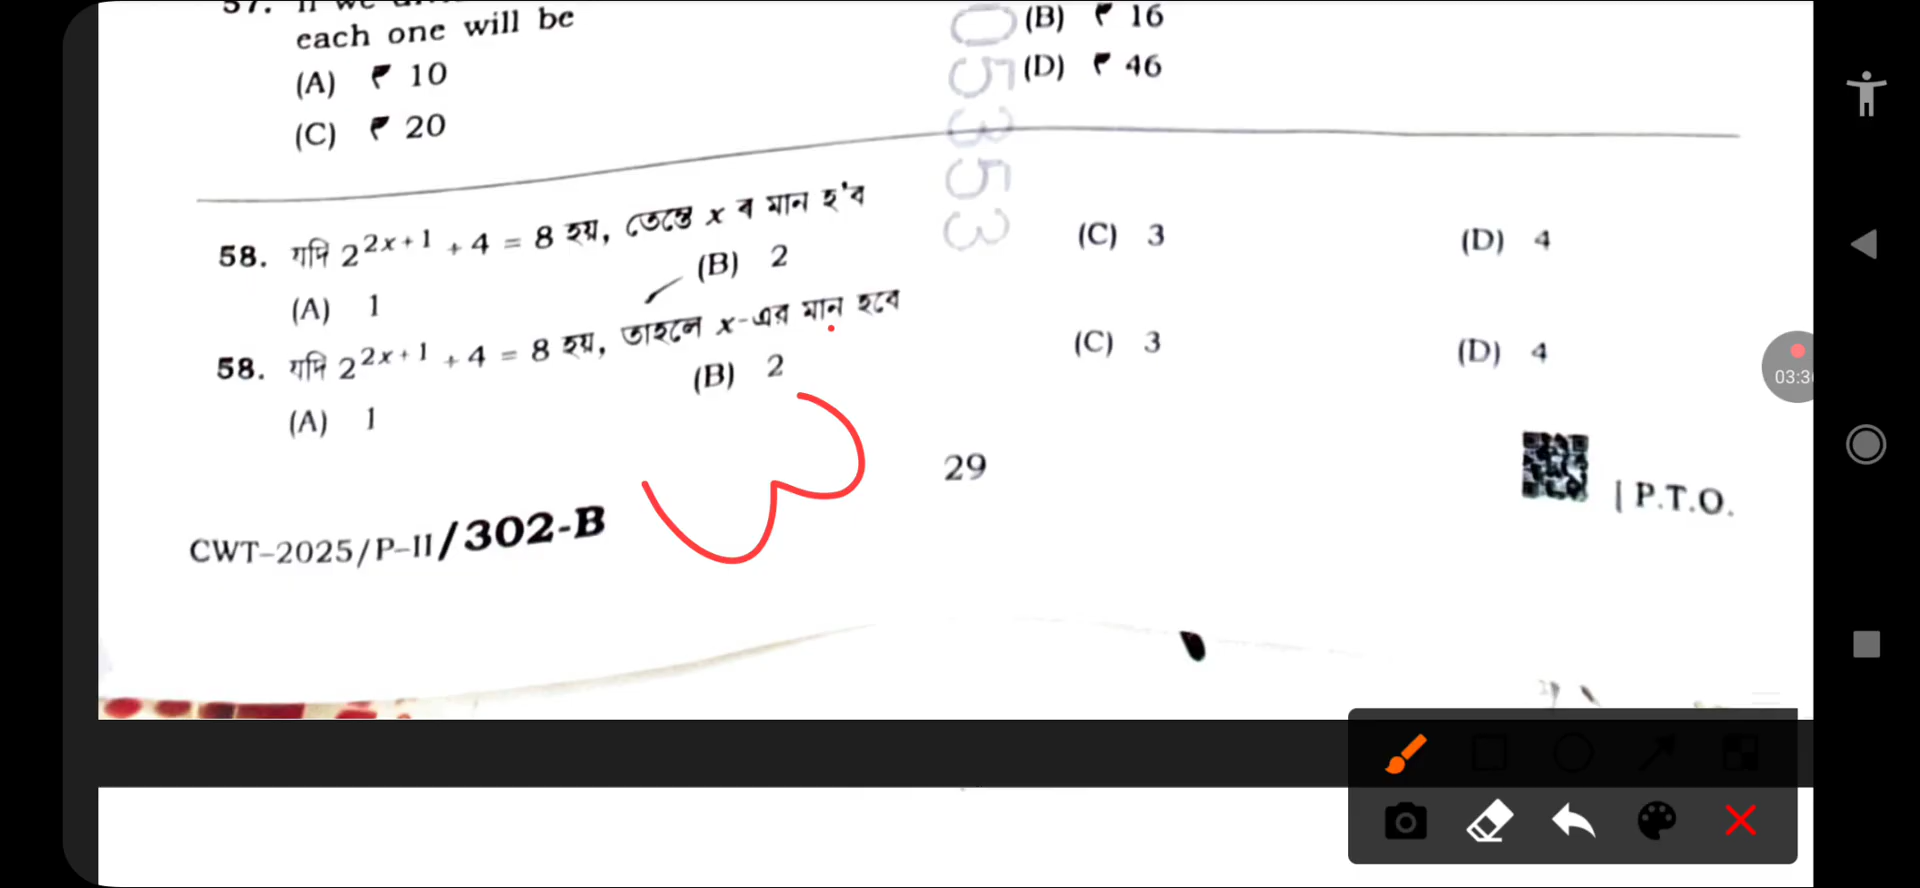 each one will be
(A) ₹ 10
(B) ₹ 16
(C) ₹ 20
(D) ₹ 46
05353
58. যদি 2^{2x+1} + 4 = 8 হয়, তেন্তে x ৰ মান হ'ব
(A) 1 (B) 2 (C) 3 (D) 4
58. যদি 2^{2x+1} + 4 = 8 হয়, তাহলে x-এর মান হবে
(A) 1 (B) 2 (C) 3 (D) 4
CWT-2025/P-II/302-B
29
| P.T.O.